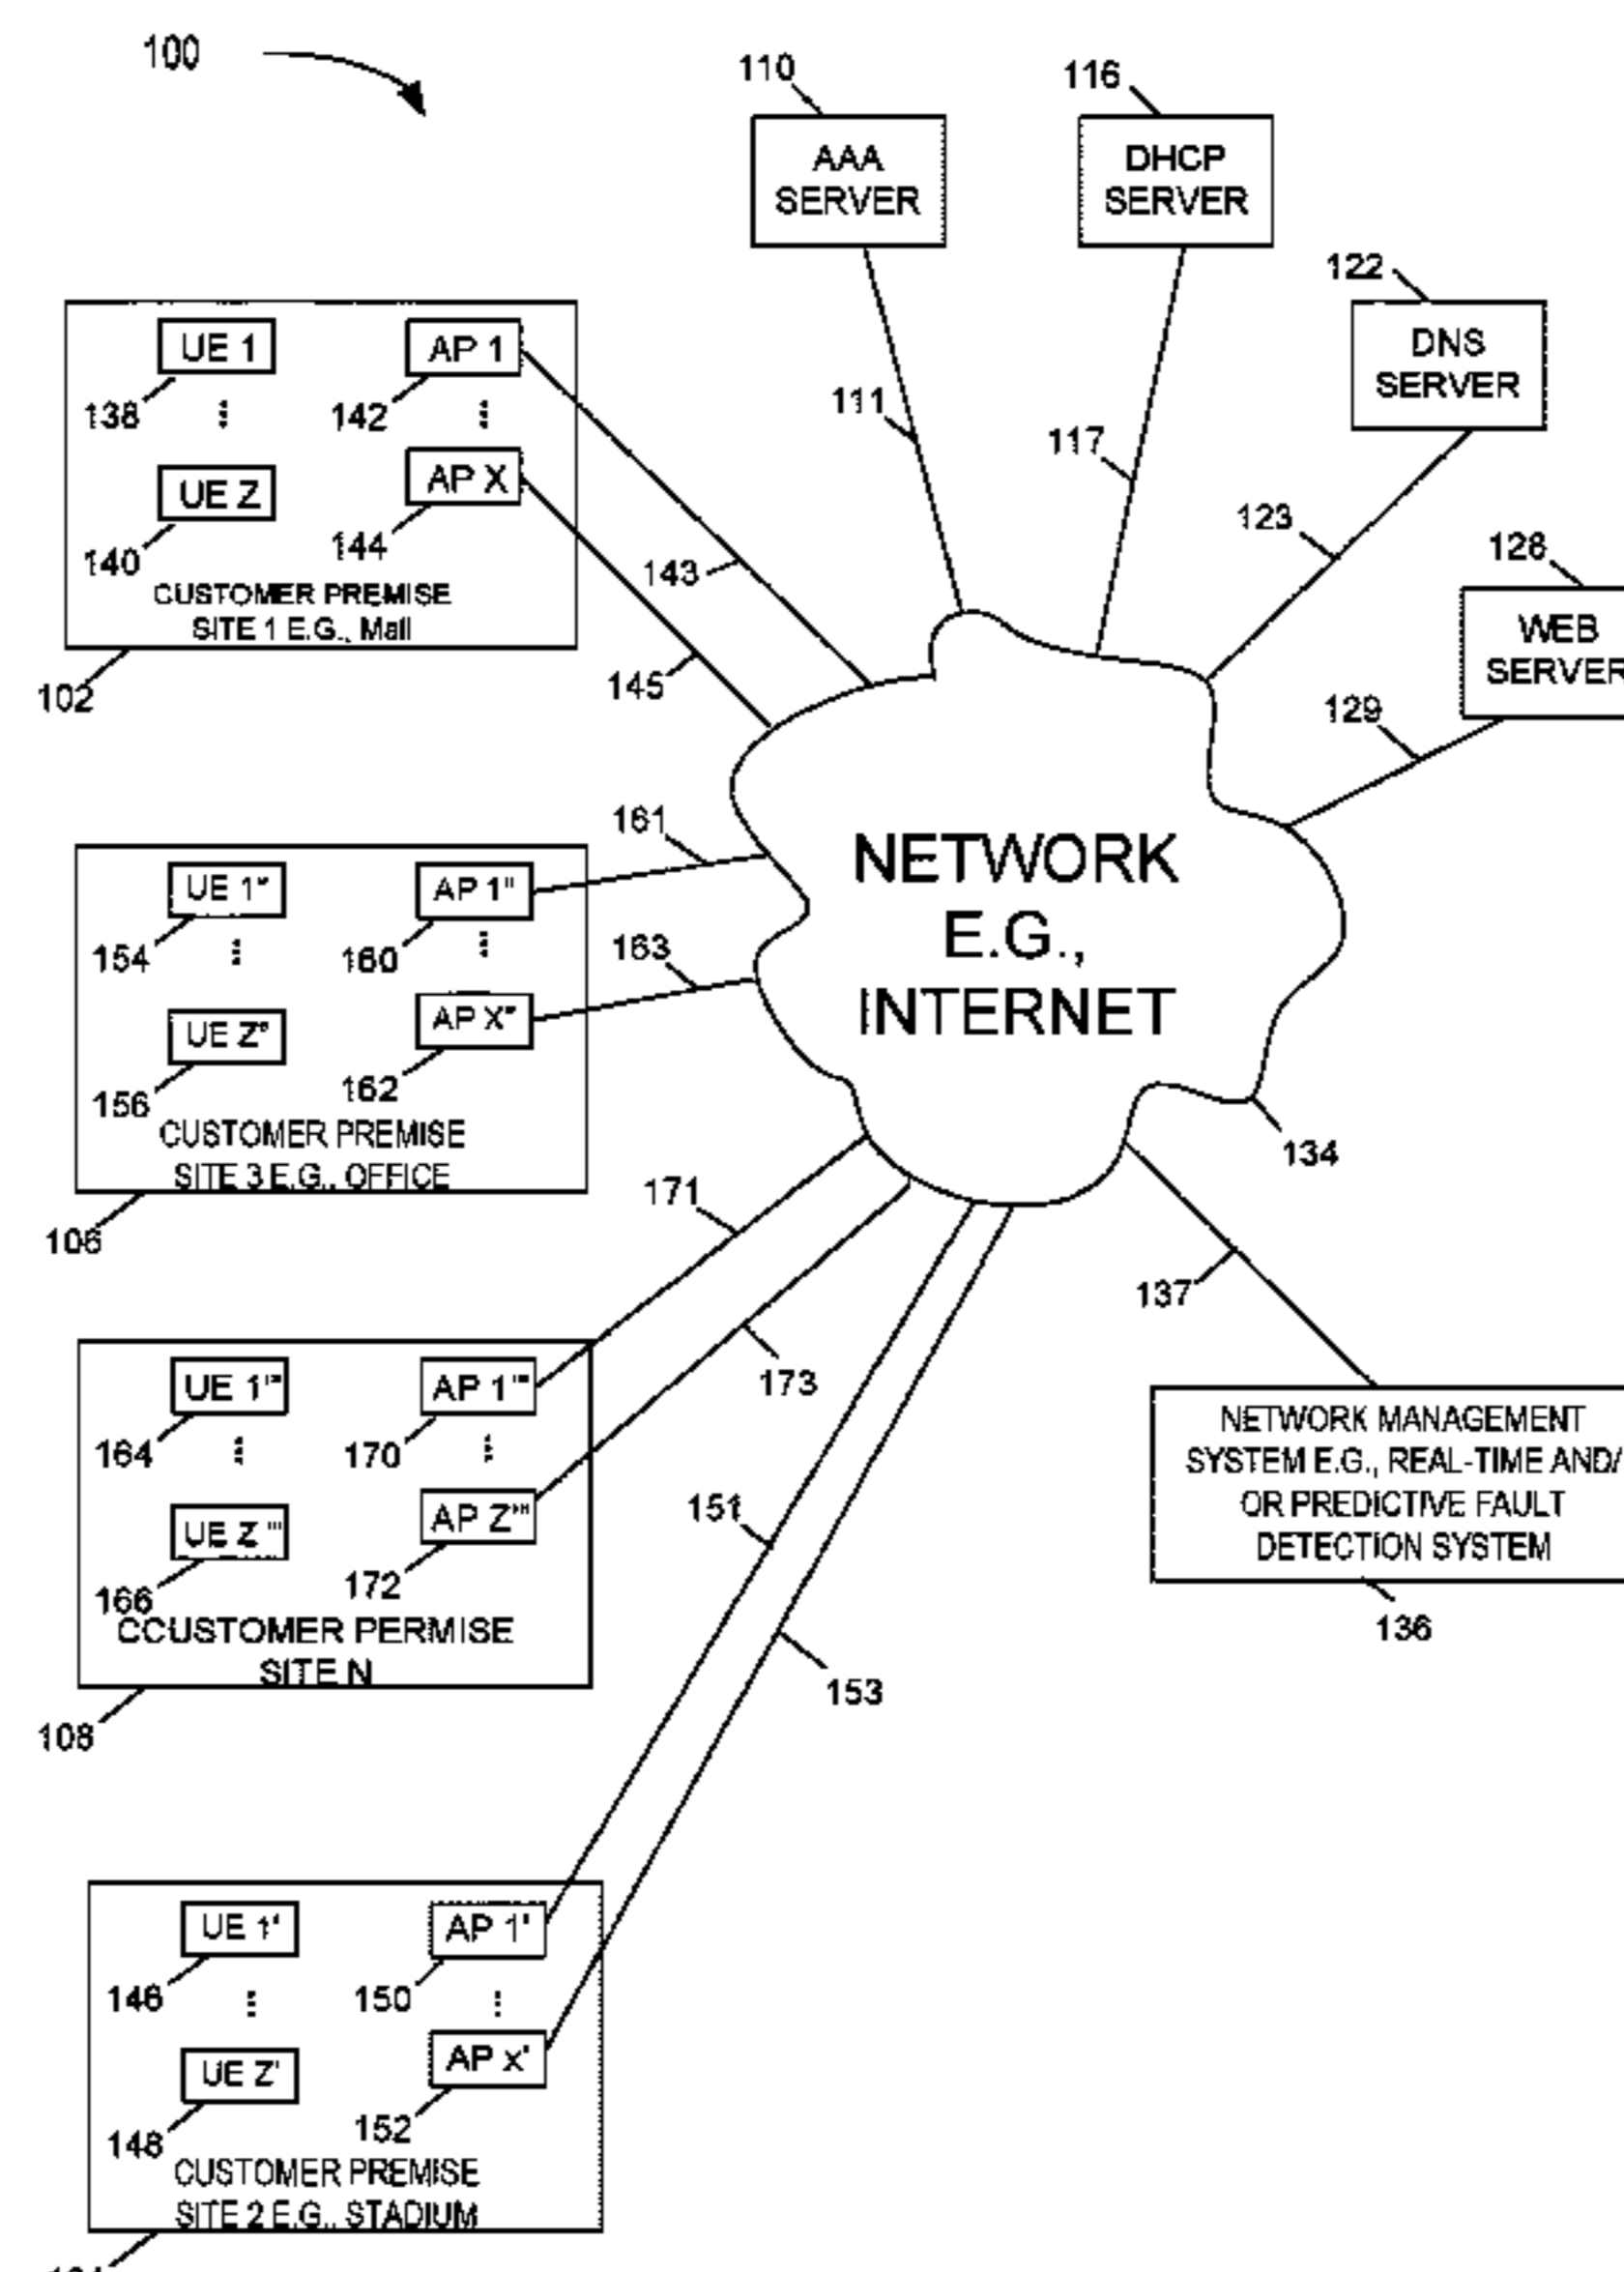 100
110
AAA
SERVER
116
DHCP
SERVER
122
DNS
SERVER
128
WEB
SERVER
111
117
123
129
UE 1
138
AP 1
142
UE Z
140
AP X
144
CUSTOMER PREMISE
SITE 1 E.G., Mall
102
143
145
UE 1"
154
AP 1"
160
UE Z"
156
AP X"
162
CUSTOMER PREMISE
SITE 3 E.G., OFFICE
106
161
163
NETWORK
E.G.,
INTERNET
134
171
173
137
UE 1'''
164
AP 1'''
170
UE Z '''
166
AP Z'''
172
CCUSTOMER PERMISE
SITE N
108
151
153
NETWORK MANAGEMENT
SYSTEM E.G., REAL-TIME AND/
OR PREDICTIVE FAULT
DETECTION SYSTEM
136
UE 1'
146
AP 1'
150
UE Z'
148
AP X'
152
CUSTOMER PREMISE
SITE 2 E.G., STADIUM